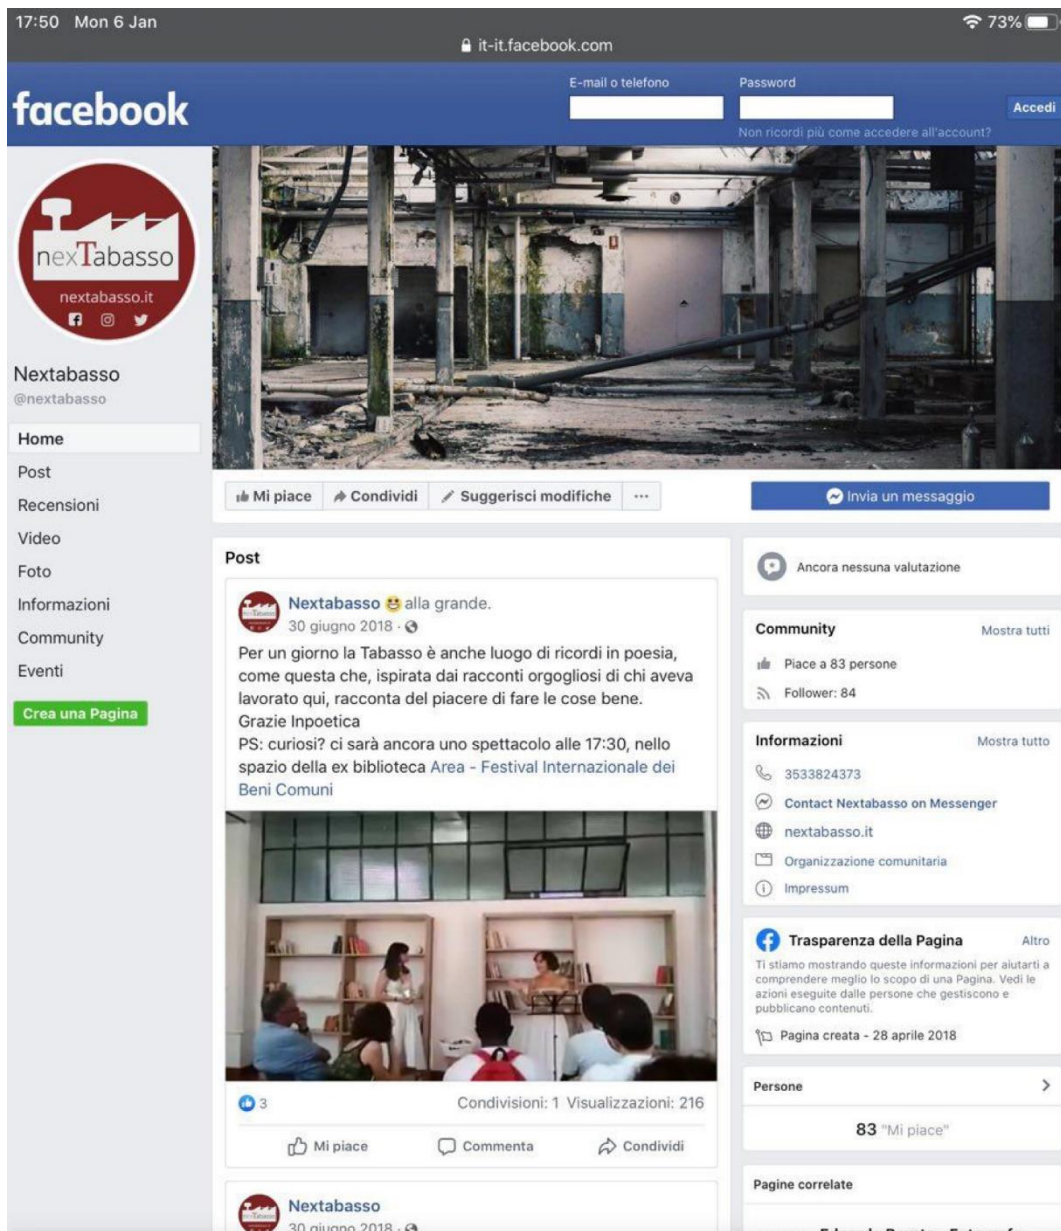 17:50 Mon 6 Jan
73%
it-it.facebook.com
facebook
E-mail o telefono
Password
Accedi
Non ricordi più come accedere all'account?
nexTabasso
nextabasso.it
Nextabasso
@nextabasso
Home
Post
Recensioni
Video
Foto
Informazioni
Community
Eventi
Crea una Pagina
Mi piace
Condividi
Suggerisci modifiche
Invia un messaggio
Post
Nextabasso alla grande.
30 giugno 2018
Per un giorno la Tabasso è anche luogo di ricordi in poesia,
come questa che, ispirata dai racconti orgogliosi di chi aveva
lavorato qui, racconta del piacere di fare le cose bene.
Grazie Inpoetica
PS: curiosi? ci sarà ancora uno spettacolo alle 17:30, nello
spazio della ex biblioteca Area - Festival Internazionale dei
Beni Comuni
3
Condivisioni: 1 Visualizzazioni: 216
Mi piace
Commenta
Condividi
Nextabasso
30 giugno 2018
Ancora nessuna valutazione
Community
Mostra tutti
Piace a 83 persone
Follower: 84
Informazioni
Mostra tutto
3533824373
Contact Nextabasso on Messenger
nextabasso.it
Organizzazione comunitaria
Impressum
Trasparenza della Pagina
Altro
Ti stiamo mostrando queste informazioni per aiutarti a
comprendere meglio lo scopo di una Pagina. Vedi le
azioni eseguite dalle persone che gestiscono e
pubblicano contenuti.
Pagina creata - 28 aprile 2018
Persone
83 "Mi piace"
Pagine correlate